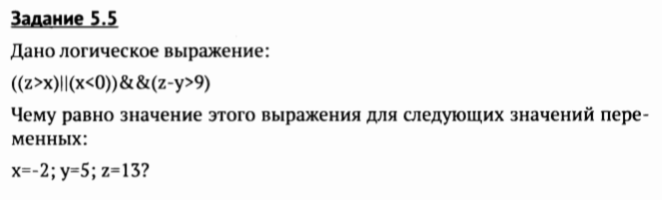 Задание 5.5
Дано логическое выражение:
((z>x)||(x<0))&&(z-y>9)
Чему равно значение этого выражения для следующих значений пере-
менных:
x=-2; y=5; z=13?